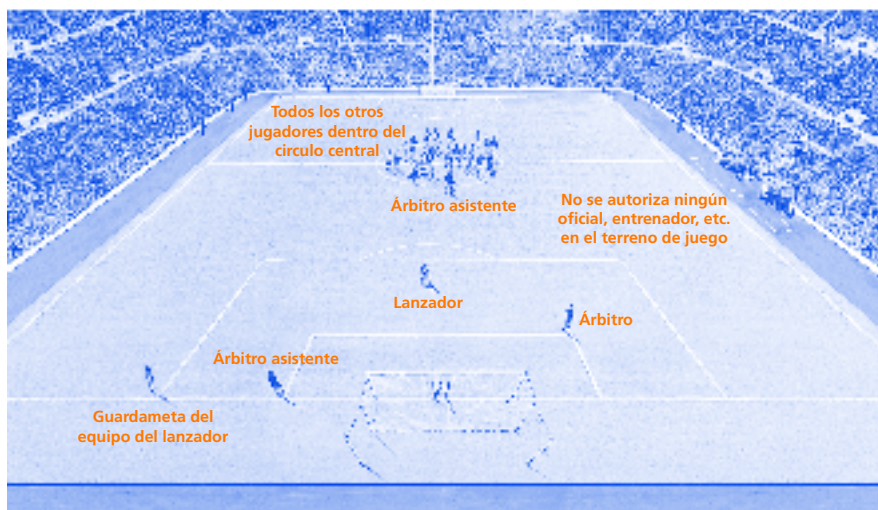 Todos los otros
jugadores dentro del
circulo central
Árbitro asistente
No se autoriza ningún
oficial, entrenador, etc.
en el terreno de juego
Lanzador
Árbitro
Árbitro asistente
Guardameta del
equipo del lanzador